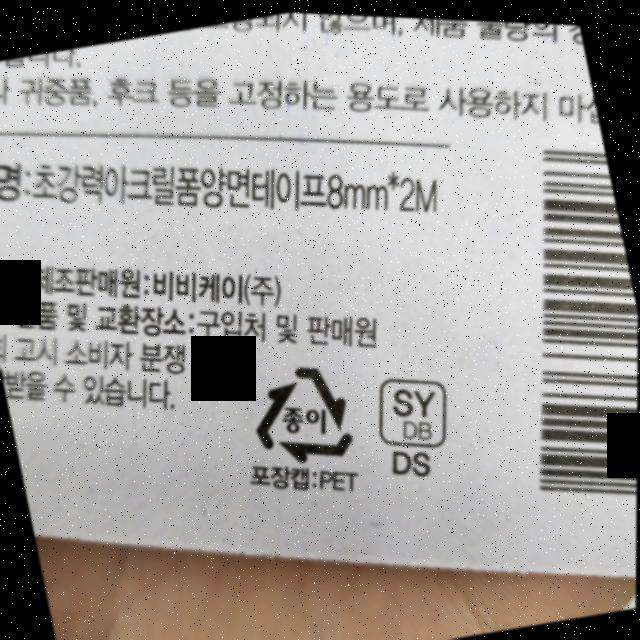 않으며, 제품
귀중품, 후크 등을 고정하는 용도로 사용하지
명:초강력아크릴폼양면테이프8mm*2M
제조판매원:비비케이(주)
및 교환장소:구입처 및 판매원
고시 소비자 분쟁
받을 수 있습니다.
종이
포장캡:PET
SY
DB
DS